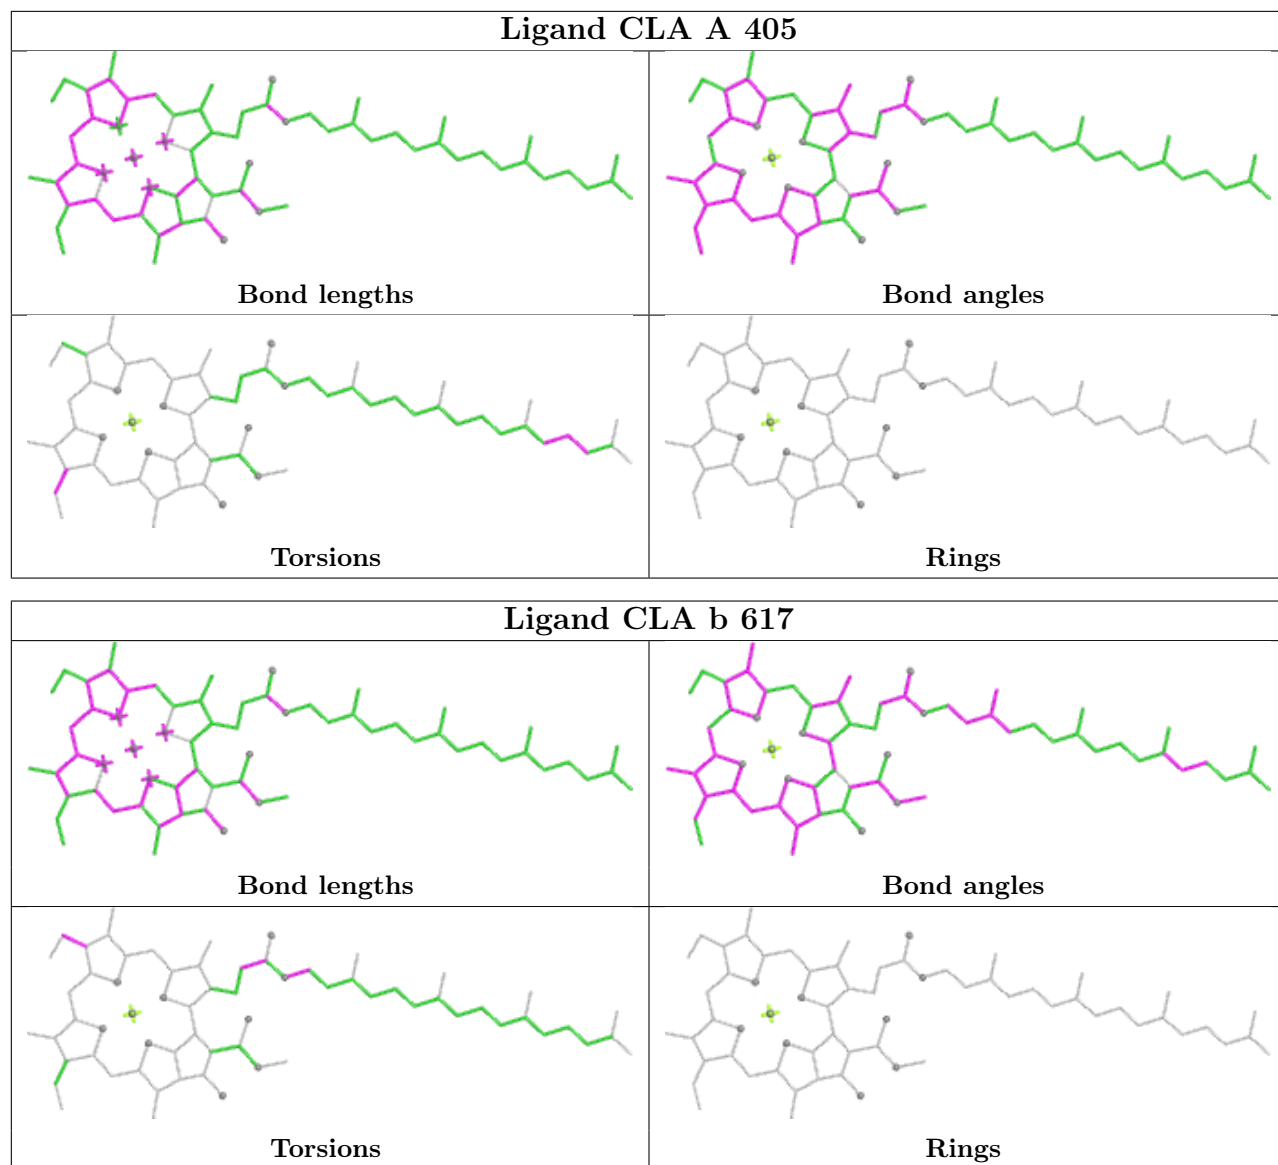 Ligand CLA A 405
Bond lengths
Bond angles
Torsions
Rings
Ligand CLA b 617
Bond lengths
Bond angles
Torsions
Rings